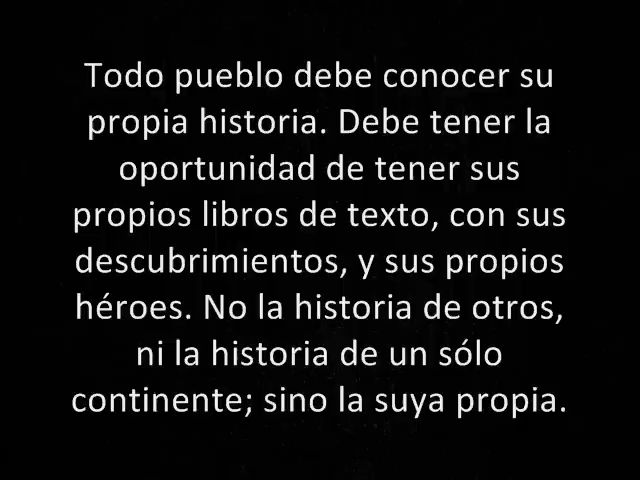 Todo pueblo debe conocer su
propia historia. Debe tener la
oportunidad de tener sus
propios libros de texto, con sus
descubrimientos, y sus propios
héroes. No la historia de otros,
ni la historia de un sólo
continente; sino la suya propia.